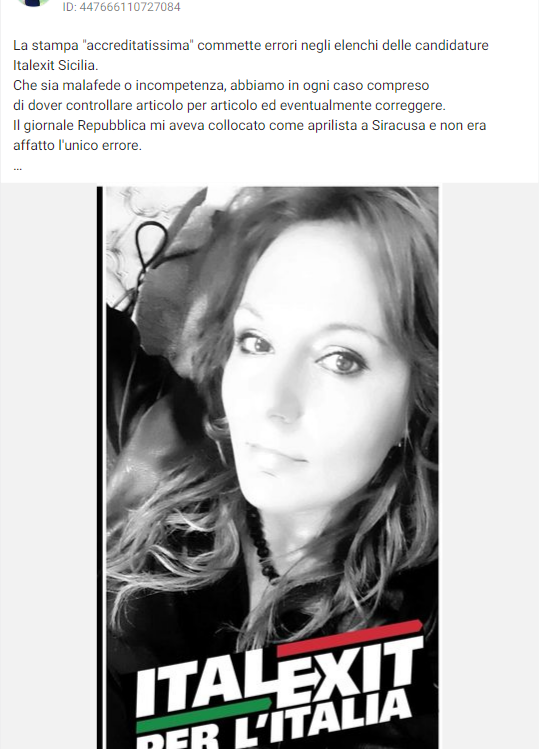 ID: 447666110727084
La stampa "accreditatissima" commette errori negli elenchi delle candidature
Italexit Sicilia.
Che sia malafede o incompetenza, abbiamo in ogni caso compreso
di dover controllare articolo per articolo ed eventualmente correggere.
Il giornale Repubblica mi aveva collocato come aprilista a Siracusa e non era
affatto l'unico errore.
...
ITALEXIT
PER L'ITALIA